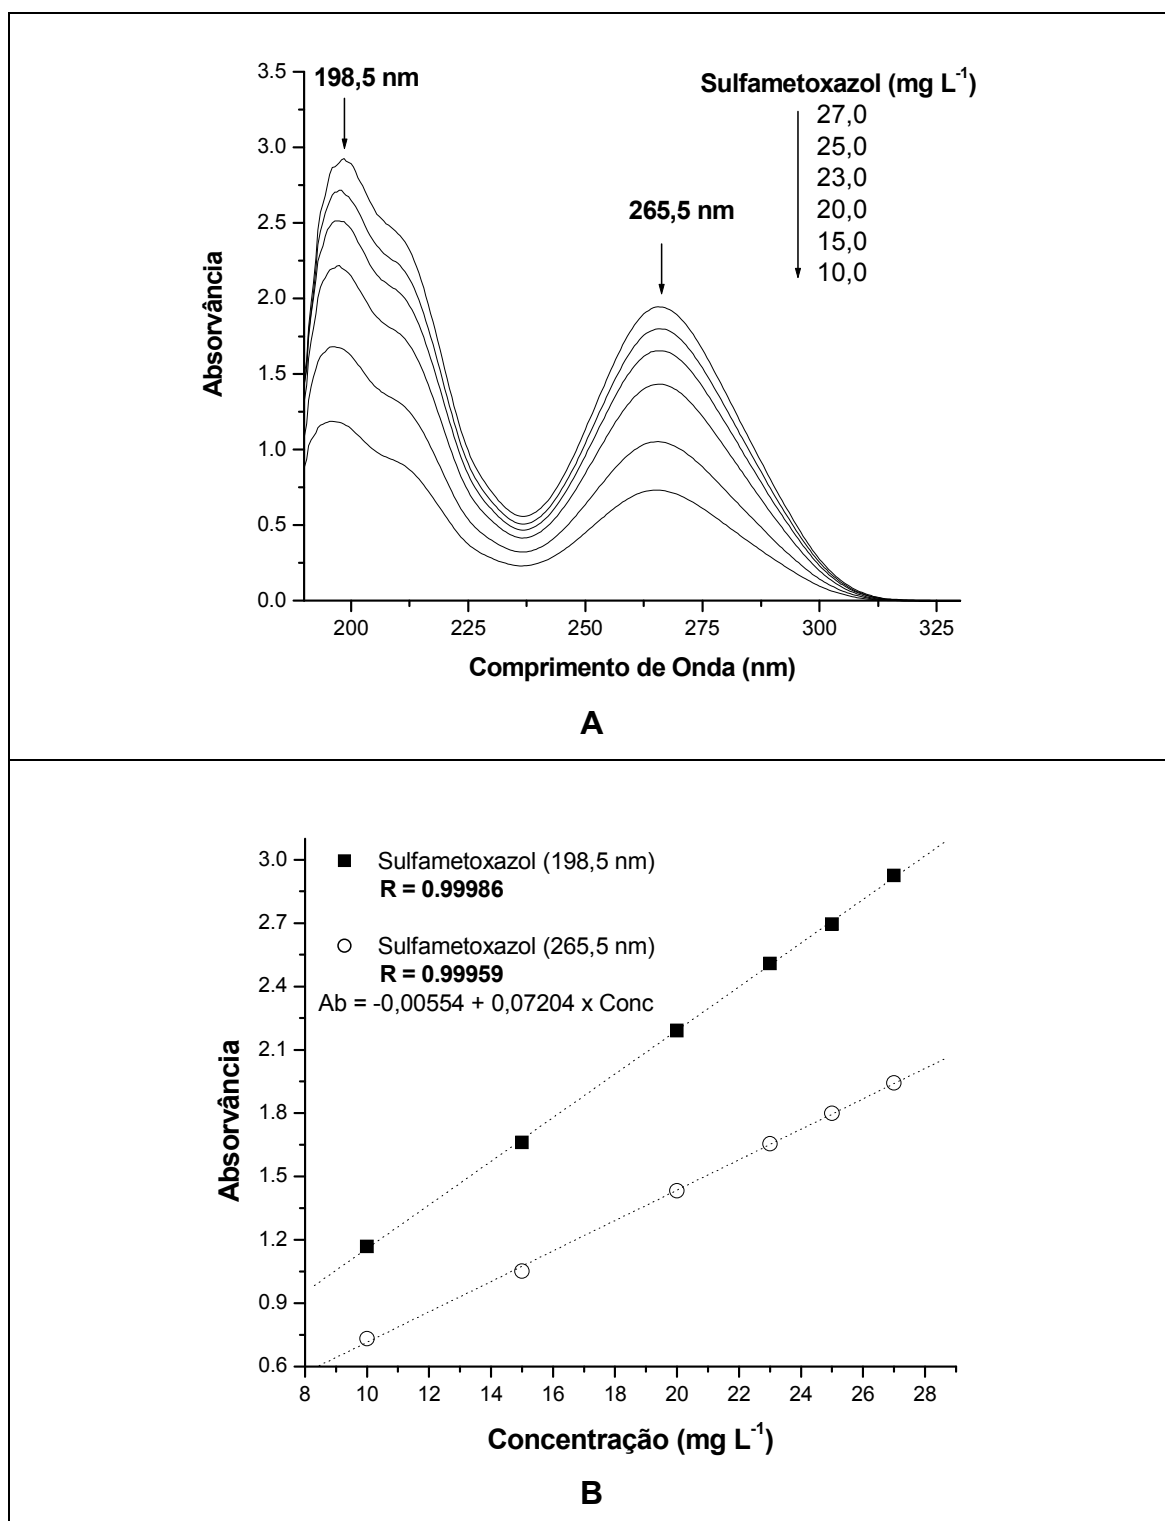 198,5 nm
Sulfametoxazol (mg L⁻¹)
27,0
25,0
23,0
20,0
15,0
10,0
265,5 nm
3.5
3.0
2.5
2.0
1.5
1.0
0.5
0.0
Absorvância
200 225 250 275 300 325
Comprimento de Onda (nm)
A
Sulfametoxazol (198,5 nm)
R = 0.99986
Sulfametoxazol (265,5 nm)
R = 0.99959
Ab = -0,00554 + 0,07204 x Conc
3.0
2.7
2.4
2.1
1.8
1.5
1.2
0.9
0.6
Absorvância
8 10 12 14 16 18 20 22 24 26 28
Concentração (mg L⁻¹)
B